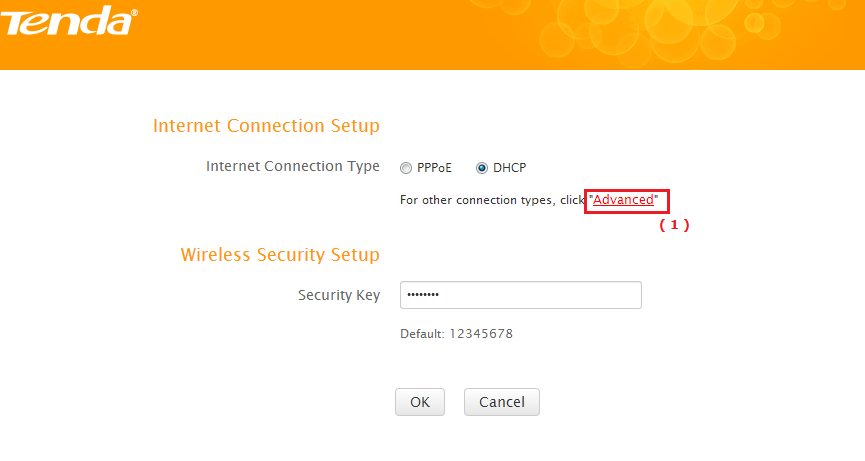 Tenda®
Internet Connection Setup
Internet Connection Type PPPoE DHCP
For other connection types, click "Advanced"
( 1 )
Wireless Security Setup
Security Key ••••••••
Default: 12345678
OK Cancel